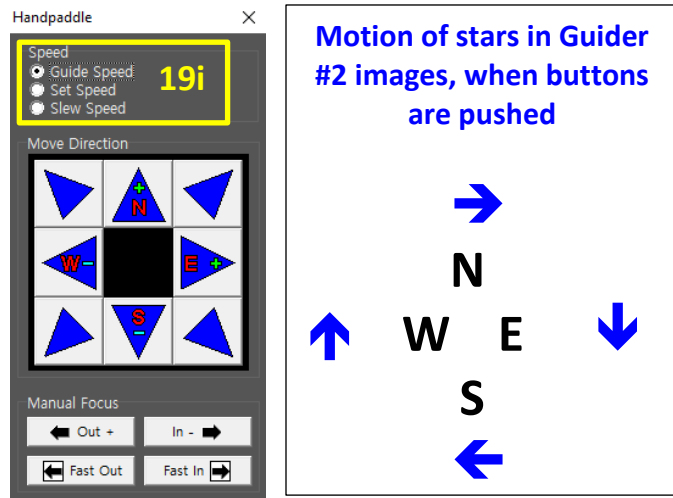 Handpaddle
Speed
Guide Speed
Set Speed
Slew Speed
19i
Move Direction
+
N
W -
E +
S
-
Manual Focus
Out +
In -
Fast Out
Fast In
Motion of stars in Guider
#2 images, when buttons
are pushed
N
W E
S